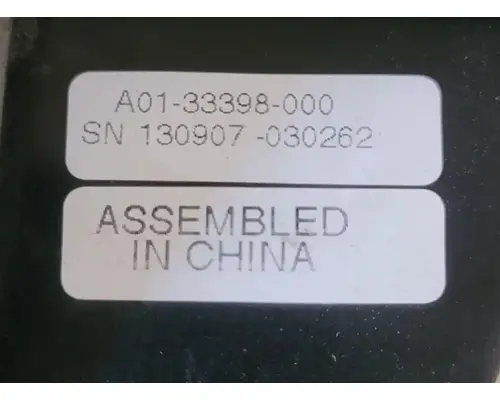 A01-33398-000
SN 130907 -030262
ASSEMBLED
IN CHINA